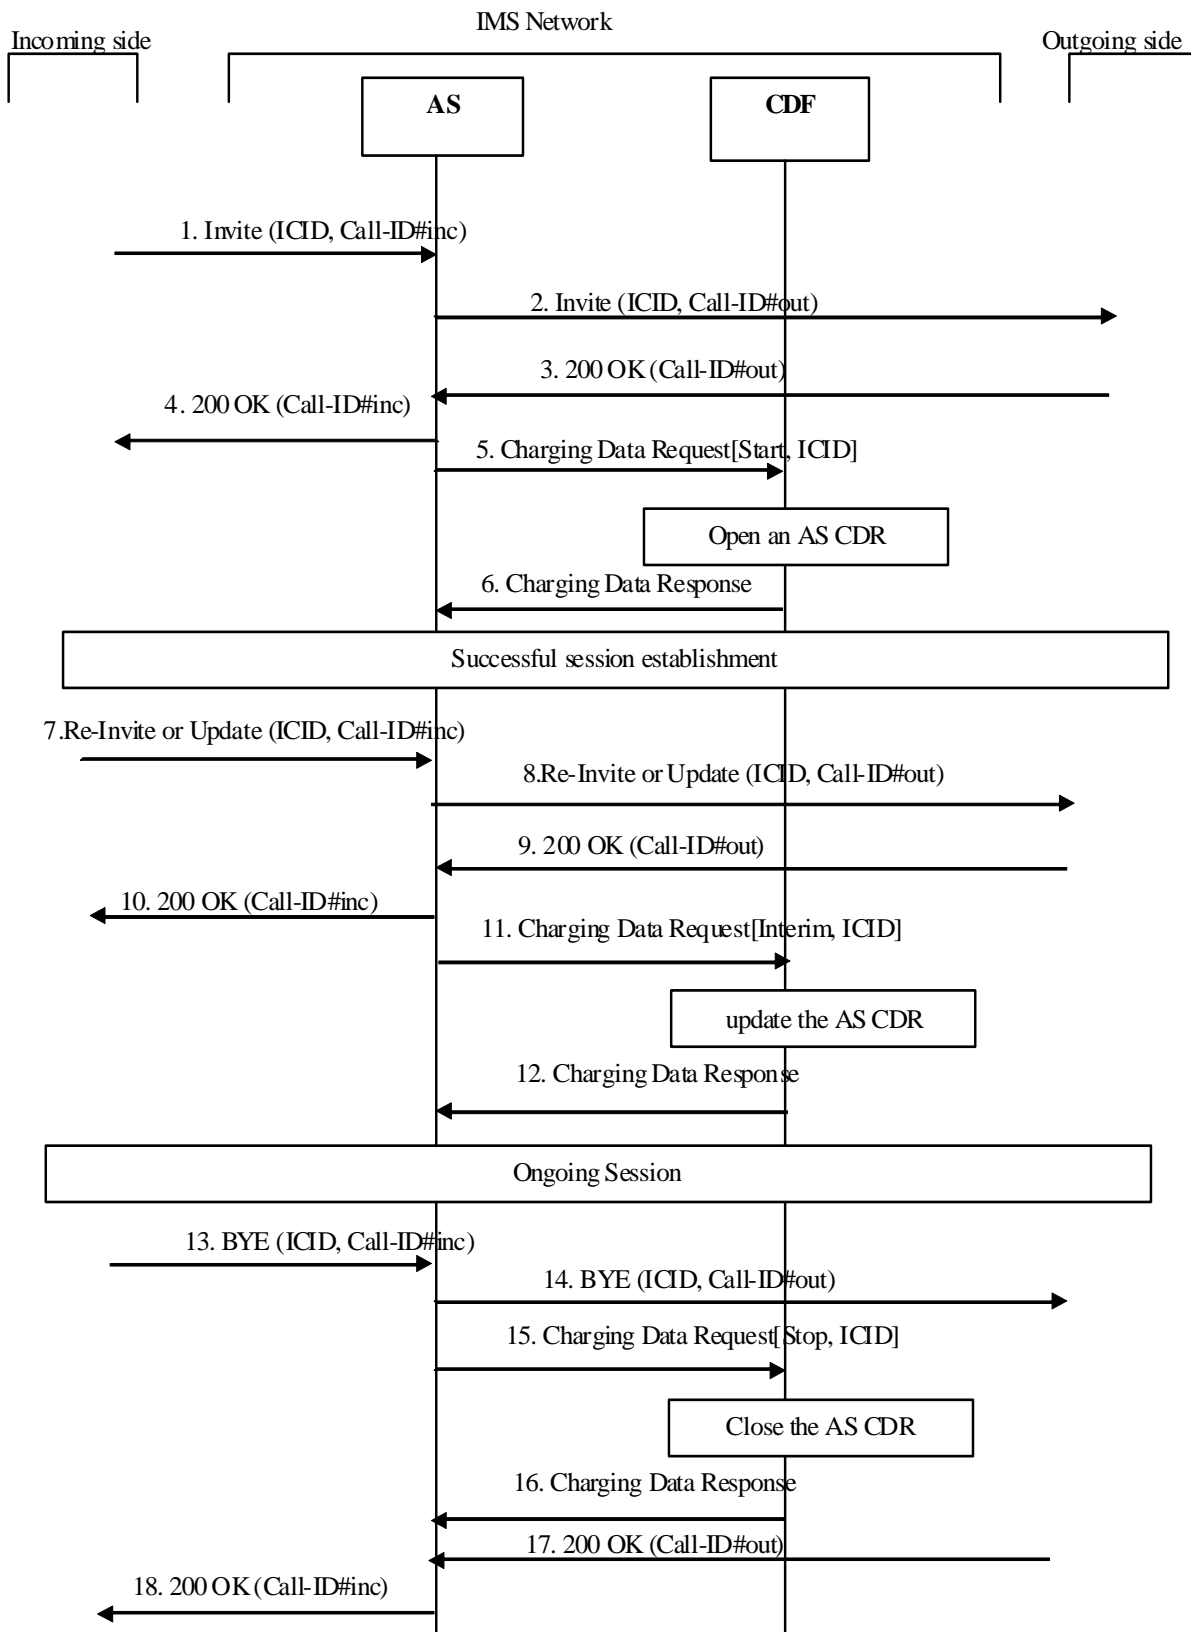 IMS Network
Incoming side
Outgoing side
AS
CDF
1. Invite (ICID, Call-ID#inc)
2. Invite (ICID, Call-ID#out)
3. 200 OK (Call-ID#out)
4. 200 OK (Call-ID#inc)
5. Charging Data Request[Start, ICID]
Open an AS CDR
6. Charging Data Response
Successful session establishment
7.Re-Invite or Update (ICID, Call-ID#inc)
8.Re-Invite or Update (ICID, Call-ID#out)
9. 200 OK (Call-ID#out)
10. 200 OK (Call-ID#inc)
11. Charging Data Request[Interim, ICID]
update the AS CDR
12. Charging Data Response
Ongoing Session
13. BYE (ICID, Call-ID#inc)
14. BYE (ICID, Call-ID#out)
15. Charging Data Request[Stop, ICID]
Close the AS CDR
16. Charging Data Response
17. 200 OK (Call-ID#out)
18. 200 OK (Call-ID#inc)